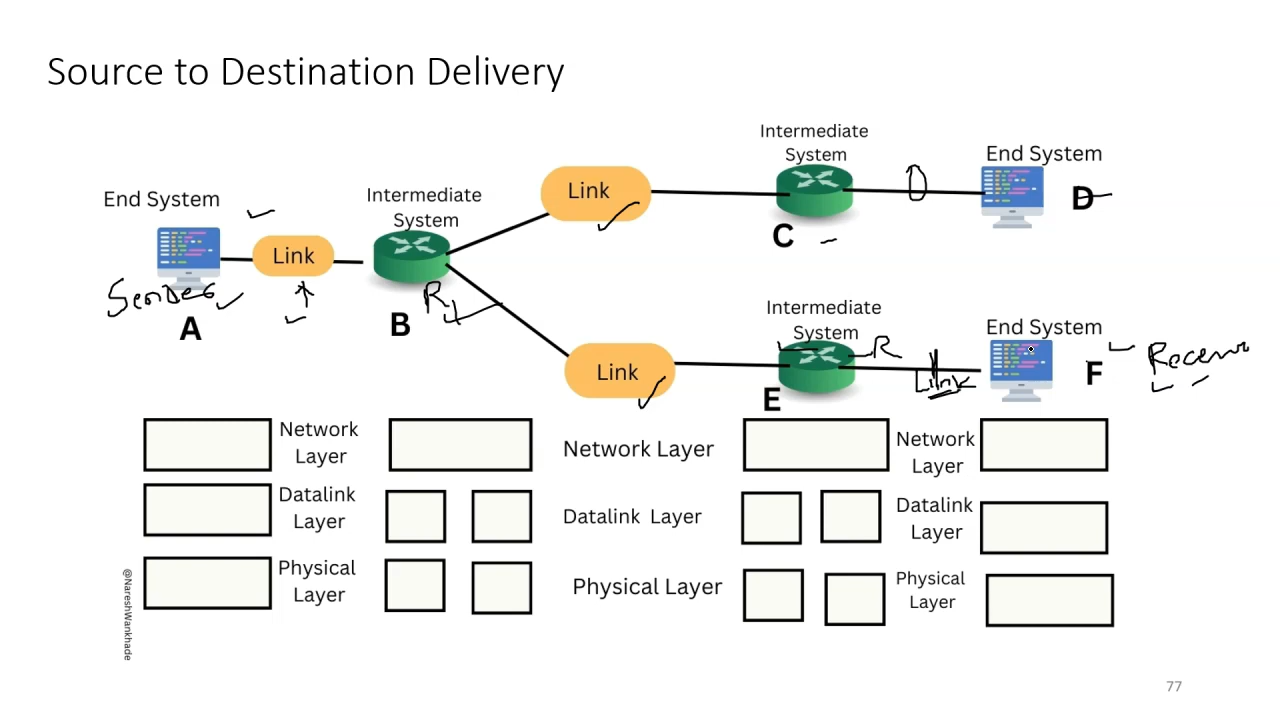 Source to Destination Delivery
Intermediate
System
End System
Link
D
C
End System
Intermediate
System
Link
Sender
A
B
R
Intermediate
System
End System
Link
R
Link
E
F
Network
Layer
Network Layer
Network
Layer
Datalink
Layer
Datalink Layer
Datalink
Layer
Physical
Layer
Physical Layer
Physical
Layer
@NareshWankhade
77